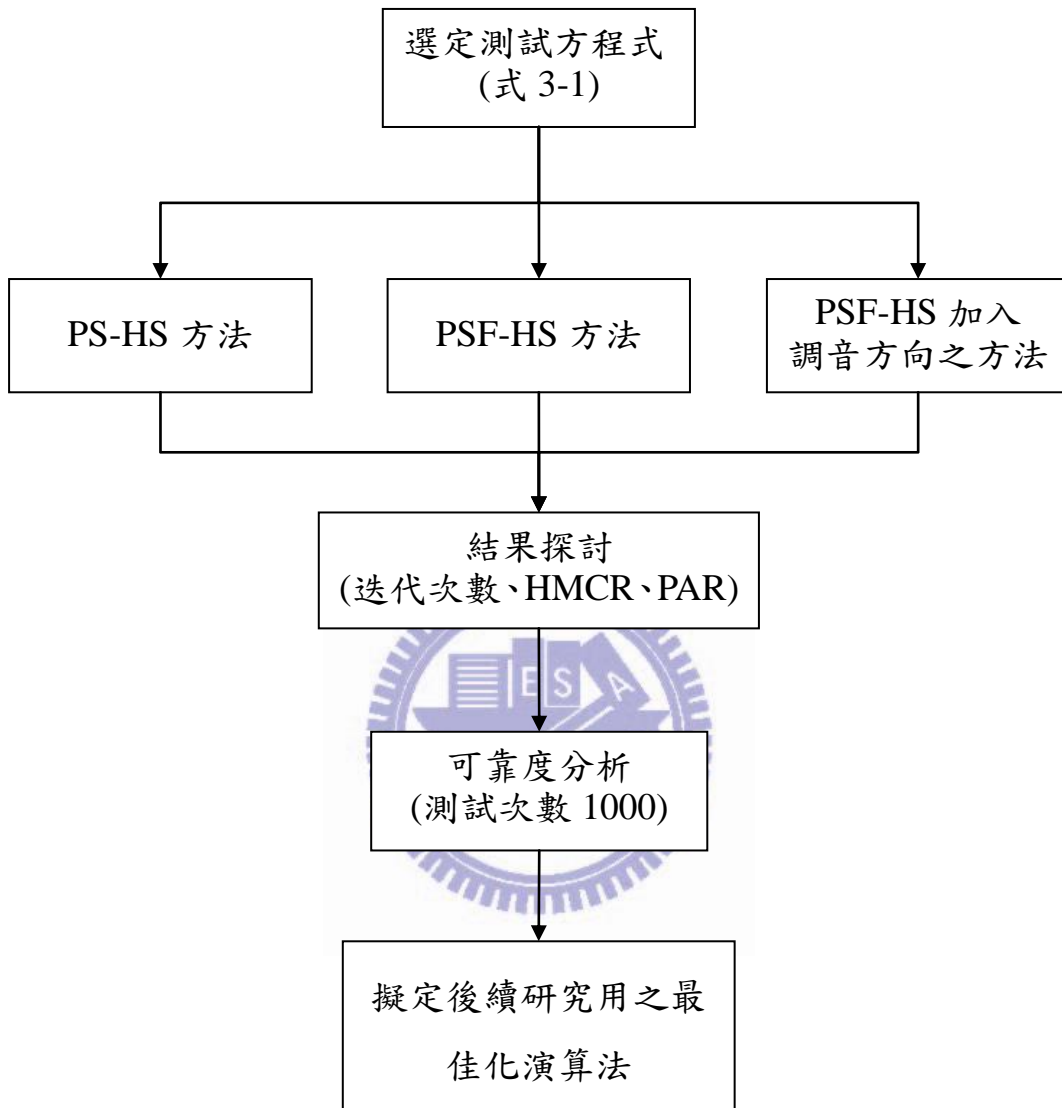 選定測試方程式
(式 3-1)
PS-HS 方法
PSF-HS 方法
PSF-HS 加入
調音方向之方法
結果探討
(迭代次數、HMCR、PAR)
E S A
可靠度分析
(測試次數 1000)
擬定後續研究用之最
佳化演算法